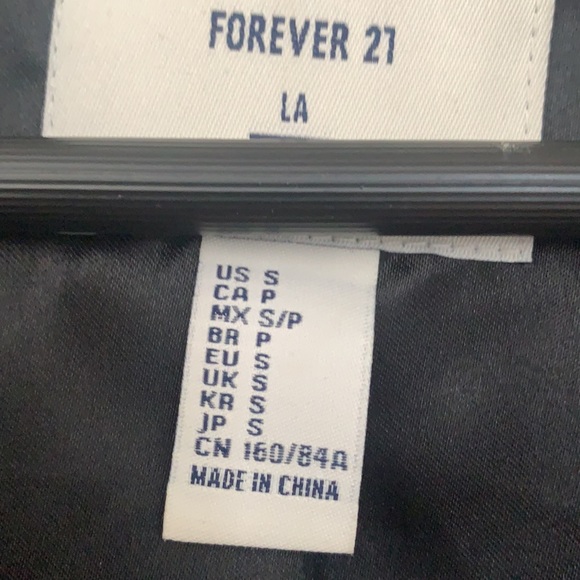 FOREVER 21
LA
US S
CA P
MX S/P
BR P
EU S
UK S
KR S
JP S
CN 160/84A
MADE IN CHINA